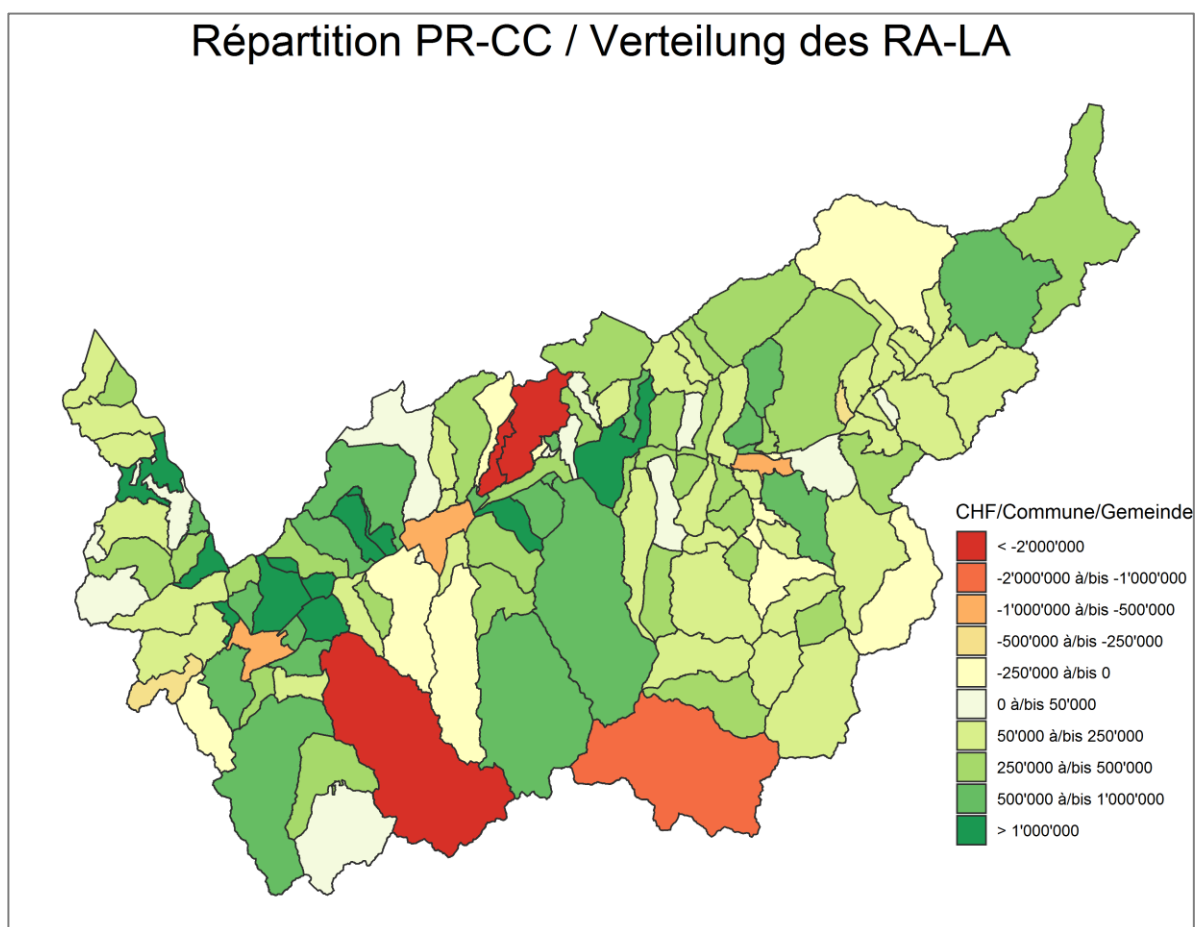 Répartition PR-CC / Verteilung des RA-LA
CHF/Commune/Gemeinde
< -2'000'000
-2'000'000 à/bis -1'000'000
-1'000'000 à/bis -500'000
-500'000 à/bis -250'000
-250'000 à/bis 0
0 à/bis 50'000
50'000 à/bis 250'000
250'000 à/bis 500'000
500'000 à/bis 1'000'000
> 1'000'000